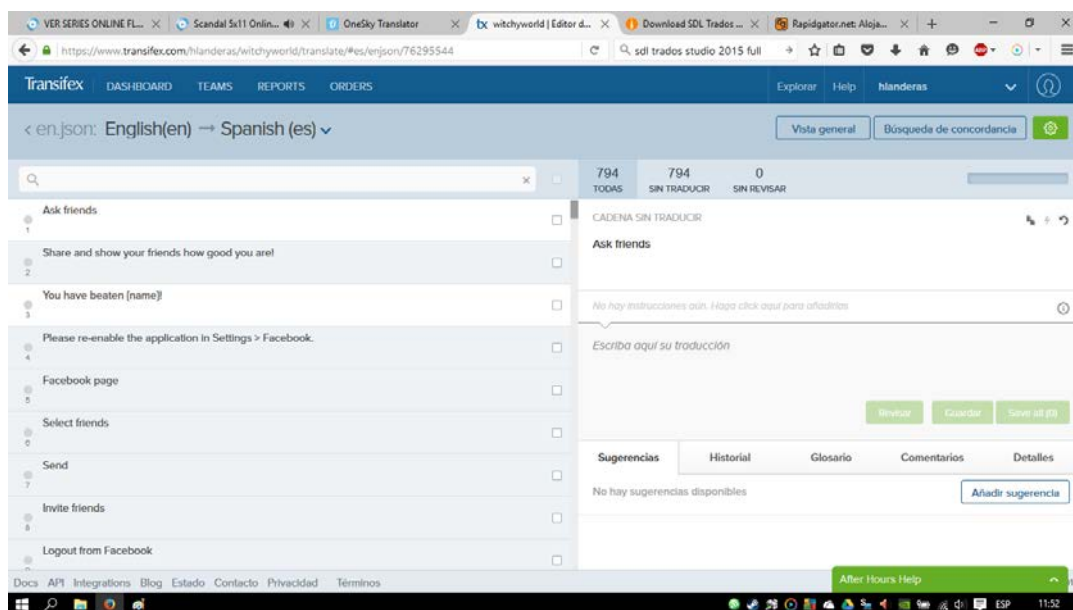 VER SERIES ONLINE FL...
Scandal 5x11 Onlin...
OneSky Translator
witchyworld | Editor d...
Download SDL Trados ...
Rapidgator.net: Aloja...
https://www.transifex.com/hlanderas/witchyworld/translate/#es/enjson/76295544
sdl trados studio 2015 full
Transifex DASHBOARD TEAMS REPORTS ORDERS
Explorar Help hlanderas
< en.json: English(en) → Spanish (es)
Vista general
Búsqueda de concordancia
794 794 0
TODAS SIN TRADUCIR SIN REVISAR
Ask friends
1
Share and show your friends how good you are!
2
You have beaten {name}!
3
Please re-enable the application in Settings > Facebook.
4
Facebook page
5
Select friends
6
Send
7
Invite friends
8
Logout from Facebook
CADENA SIN TRADUCIR
Ask friends
No hay instrucciones aún. Haga click aquí para añadirlas
Escriba aquí su traducción
Revisar Guardar Save all (0)
Sugerencias Historial Glosario Comentarios Detalles
No hay sugerencias disponibles
Añadir sugerencia
Docs API Integrations Blog Estado Contacto Privacidad Términos
After Hours Help
ESP 11:52